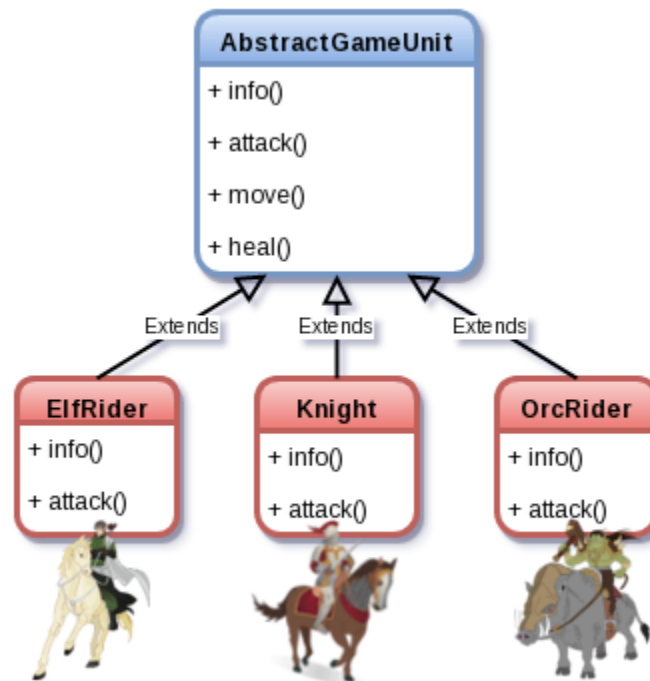 AbstractGameUnit
+ info()
+ attack()
+ move()
+ heal()
Extends
Extends
Extends
ElfRider
+ info()
+ attack()
Knight
+ info()
+ attack()
OrcRider
+ info()
+ attack()